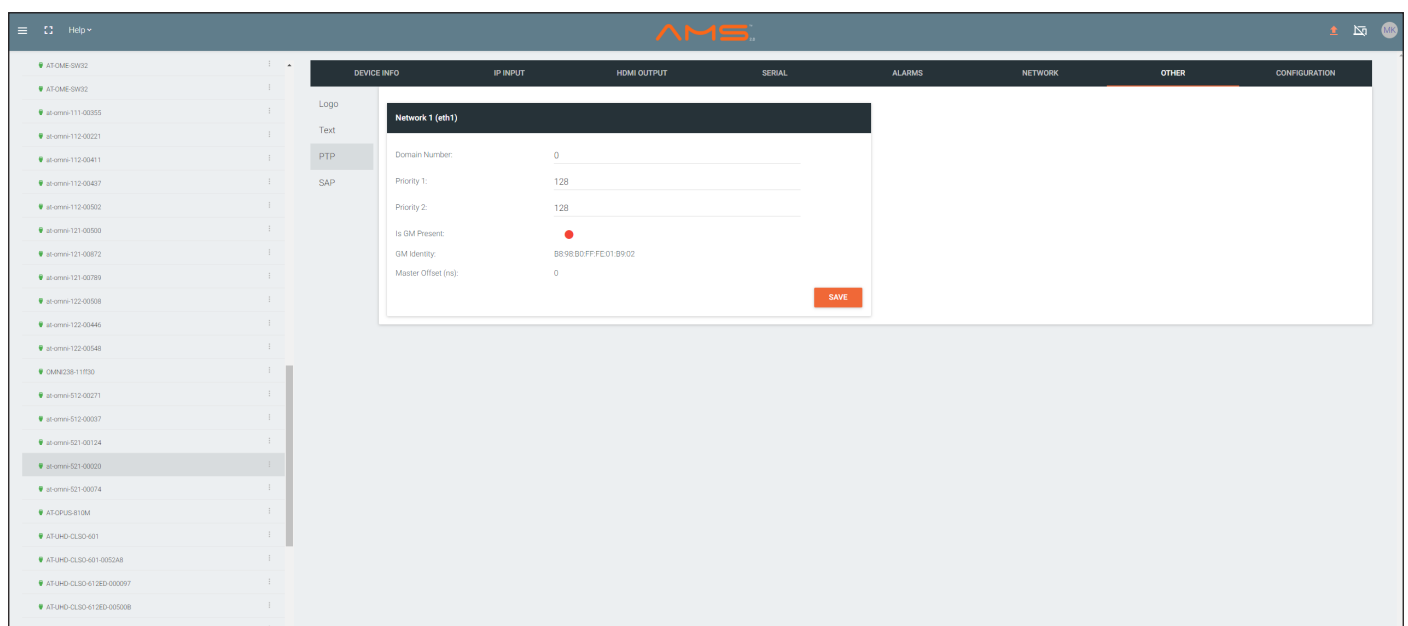 Help
AMS
MK
AT-OME-SW32
AT-OME-SW32
at-omni-111-00355
at-omni-112-00221
at-omni-112-00411
at-omni-112-00437
at-omni-112-00502
at-omni-121-00500
at-omni-121-00872
at-omni-121-00789
at-omni-122-00508
at-omni-122-00446
at-omni-122-00548
OMNI238-11ff30
at-omni-512-00271
at-omni-512-00037
at-omni-521-00124
at-omni-521-00020
at-omni-521-00074
AT-OPUS-810M
AT-UHD-CLSO-601
AT-UHD-CLSO-601-0052A8
AT-UHD-CLSO-612ED-000097
AT-UHD-CLSO-612ED-00500B
DEVICE INFO IP INPUT HDMI OUTPUT SERIAL ALARMS NETWORK OTHER CONFIGURATION
Logo
Text
PTP
SAP
Network 1 (eth1)
Domain Number: 0
Priority 1: 128
Priority 2: 128
Is GM Present:
GM Identity: B8:98:B0:FF:FE:01:B9:02
Master Offset (ns): 0
SAVE